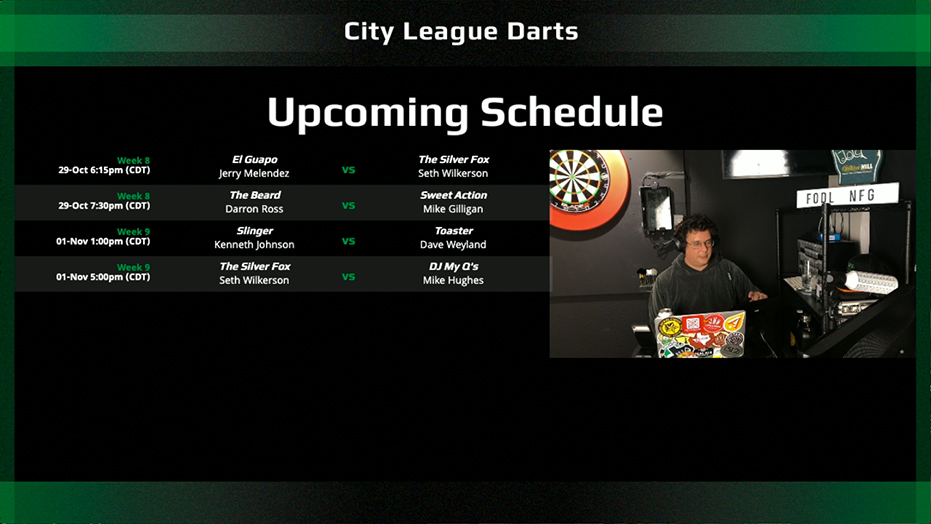 City League Darts
Upcoming Schedule
Week 8
29-Oct 6:15pm (CDT)
El Guapo
Jerry Melendez
VS
The Silver Fox
Seth Wilkerson
Week 8
29-Oct 7:30pm (CDT)
The Beard
Darron Ross
VS
Sweet Action
Mike Gilligan
Week 9
01-Nov 1:00pm (CDT)
Slinger
Kenneth Johnson
VS
Toaster
Dave Weyland
Week 9
01-Nov 5:00pm (CDT)
The Silver Fox
Seth Wilkerson
VS
DJ My Q's
Mike Hughes
FODL NFG